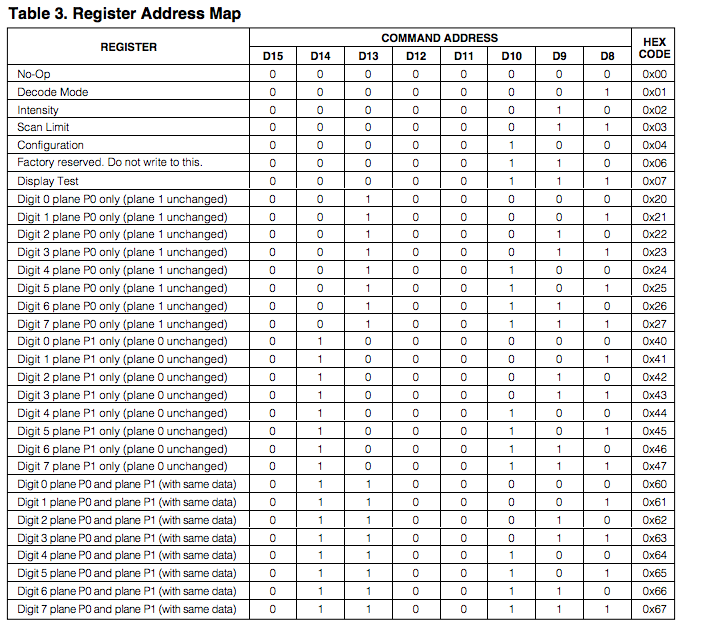 Table 3. Register Address Map
REGISTER COMMAND ADDRESS HEX CODE
D15 D14 D13 D12 D11 D10 D9 D8
No-Op 0 0 0 0 0 0 0 0 0x00
Decode Mode 0 0 0 0 0 0 0 1 0x01
Intensity 0 0 0 0 0 0 1 0 0x02
Scan Limit 0 0 0 0 0 0 1 1 0x03
Configuration 0 0 0 0 0 1 0 0 0x04
Factory reserved. Do not write to this. 0 0 0 0 0 1 1 0 0x06
Display Test 0 0 0 0 0 1 1 1 0x07
Digit 0 plane P0 only (plane 1 unchanged) 0 0 1 0 0 0 0 0 0x20
Digit 1 plane P0 only (plane 1 unchanged) 0 0 1 0 0 0 0 1 0x21
Digit 2 plane P0 only (plane 1 unchanged) 0 0 1 0 0 0 1 0 0x22
Digit 3 plane P0 only (plane 1 unchanged) 0 0 1 0 0 0 1 1 0x23
Digit 4 plane P0 only (plane 1 unchanged) 0 0 1 0 0 1 0 0 0x24
Digit 5 plane P0 only (plane 1 unchanged) 0 0 1 0 0 1 0 1 0x25
Digit 6 plane P0 only (plane 1 unchanged) 0 0 1 0 0 1 1 0 0x26
Digit 7 plane P0 only (plane 1 unchanged) 0 0 1 0 0 1 1 1 0x27
Digit 0 plane P1 only (plane 0 unchanged) 0 1 0 0 0 0 0 0 0x40
Digit 1 plane P1 only (plane 0 unchanged) 0 1 0 0 0 0 0 1 0x41
Digit 2 plane P1 only (plane 0 unchanged) 0 1 0 0 0 0 1 0 0x42
Digit 3 plane P1 only (plane 0 unchanged) 0 1 0 0 0 0 1 1 0x43
Digit 4 plane P1 only (plane 0 unchanged) 0 1 0 0 0 1 0 0 0x44
Digit 5 plane P1 only (plane 0 unchanged) 0 1 0 0 0 1 0 1 0x45
Digit 6 plane P1 only (plane 0 unchanged) 0 1 0 0 0 1 1 0 0x46
Digit 7 plane P1 only (plane 0 unchanged) 0 1 0 0 0 1 1 1 0x47
Digit 0 plane P0 and plane P1 (with same data) 0 1 1 0 0 0 0 0 0x60
Digit 1 plane P0 and plane P1 (with same data) 0 1 1 0 0 0 0 1 0x61
Digit 2 plane P0 and plane P1 (with same data) 0 1 1 0 0 0 1 0 0x62
Digit 3 plane P0 and plane P1 (with same data) 0 1 1 0 0 0 1 1 0x63
Digit 4 plane P0 and plane P1 (with same data) 0 1 1 0 0 1 0 0 0x64
Digit 5 plane P0 and plane P1 (with same data) 0 1 1 0 0 1 0 1 0x65
Digit 6 plane P0 and plane P1 (with same data) 0 1 1 0 0 1 1 0 0x66
Digit 7 plane P0 and plane P1 (with same data) 0 1 1 0 0 1 1 1 0x67